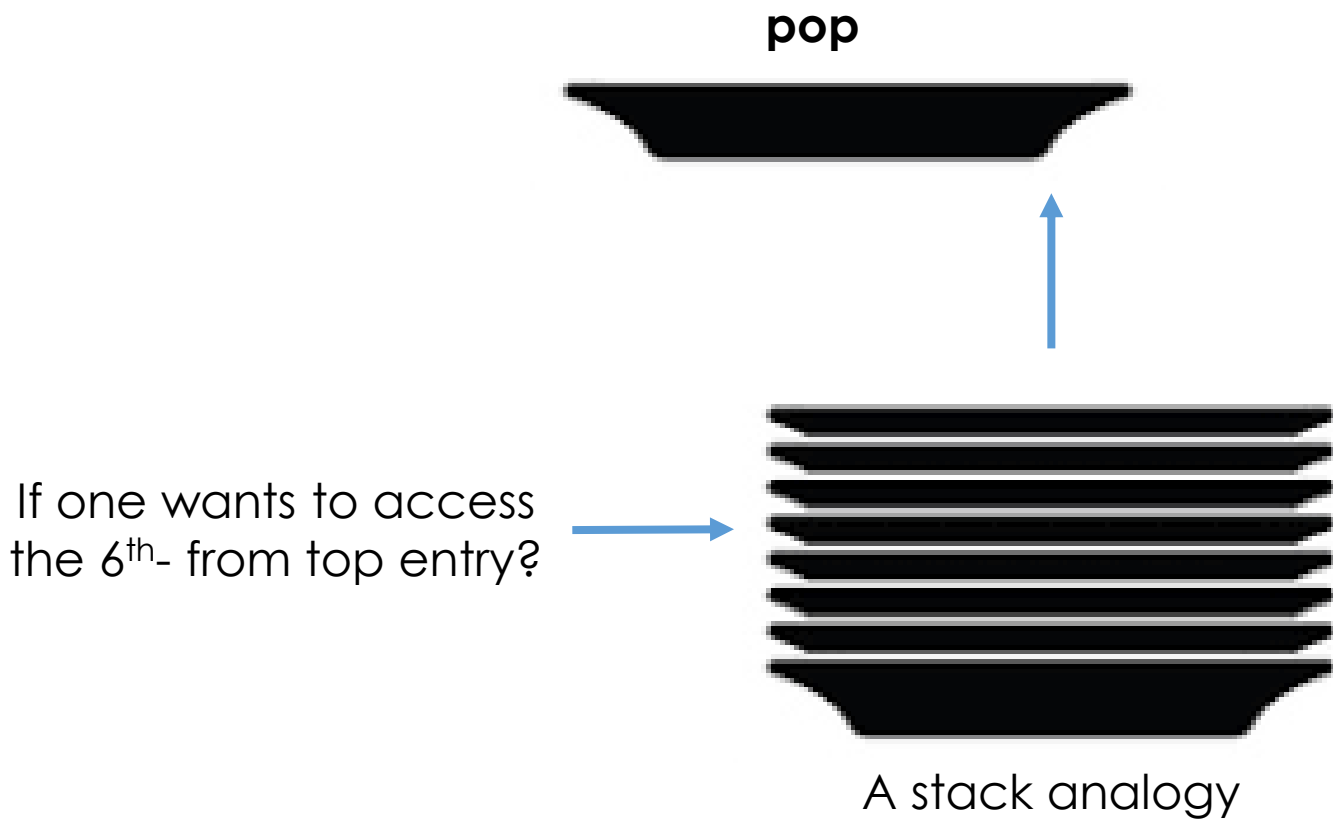 pop
If one wants to access
the 6th- from top entry?
A stack analogy